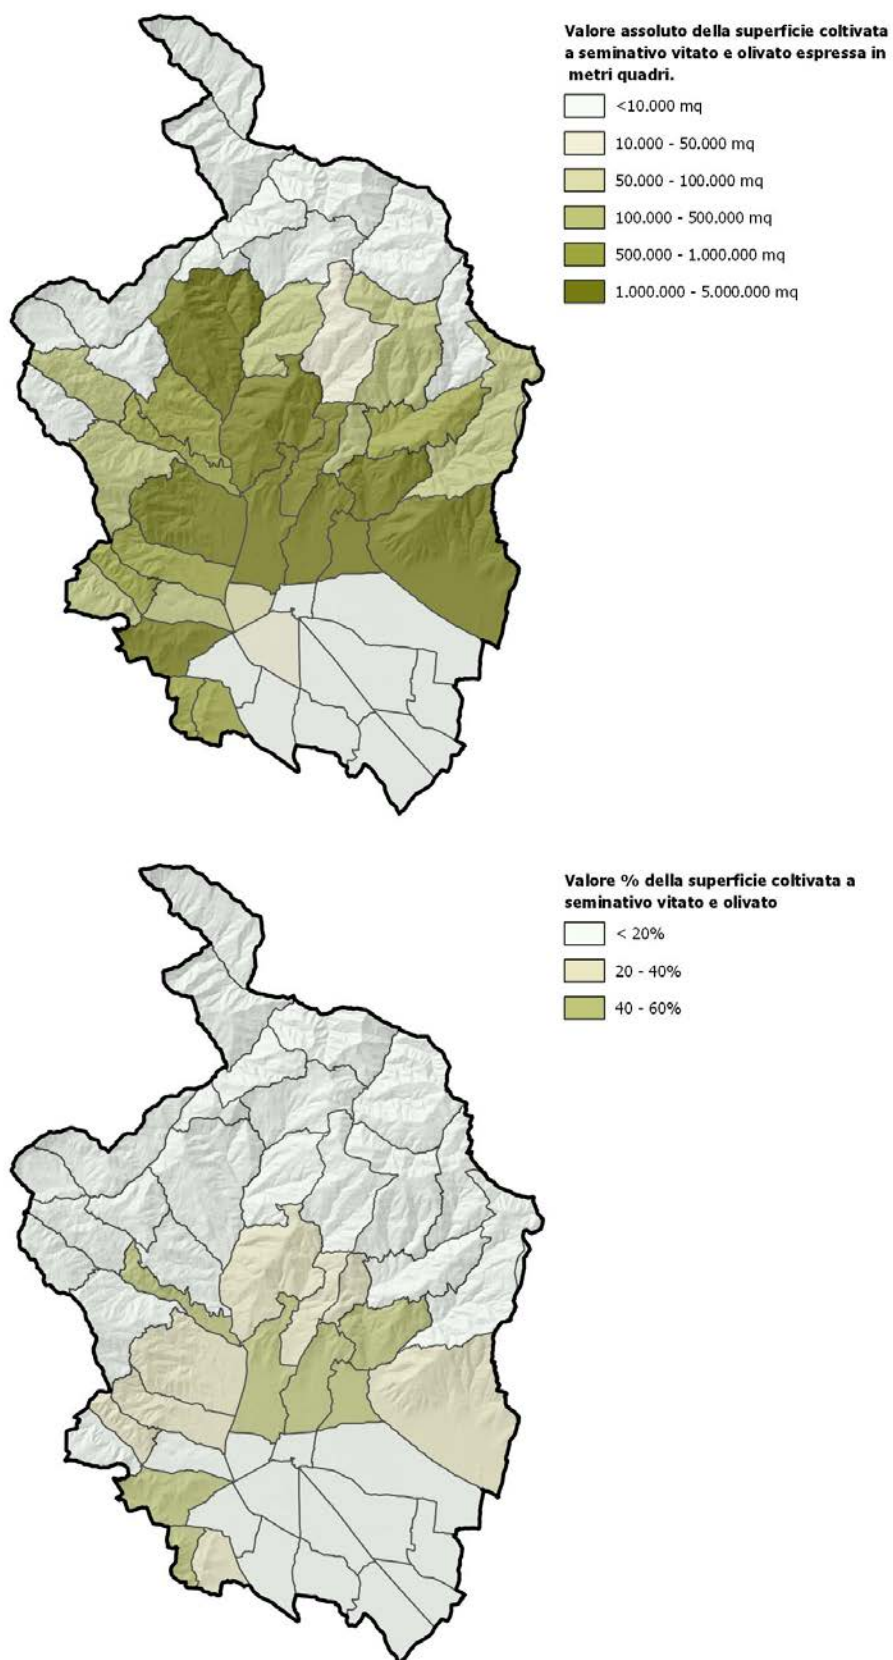 Valore assoluto della superficie coltivata
a seminativo vitato e olivato espressa in
metri quadri.
<10.000 mq
10.000 - 50.000 mq
50.000 - 100.000 mq
100.000 - 500.000 mq
500.000 - 1.000.000 mq
1.000.000 - 5.000.000 mq
Valore % della superficie coltivata a
seminativo vitato e olivato
< 20%
20 - 40%
40 - 60%